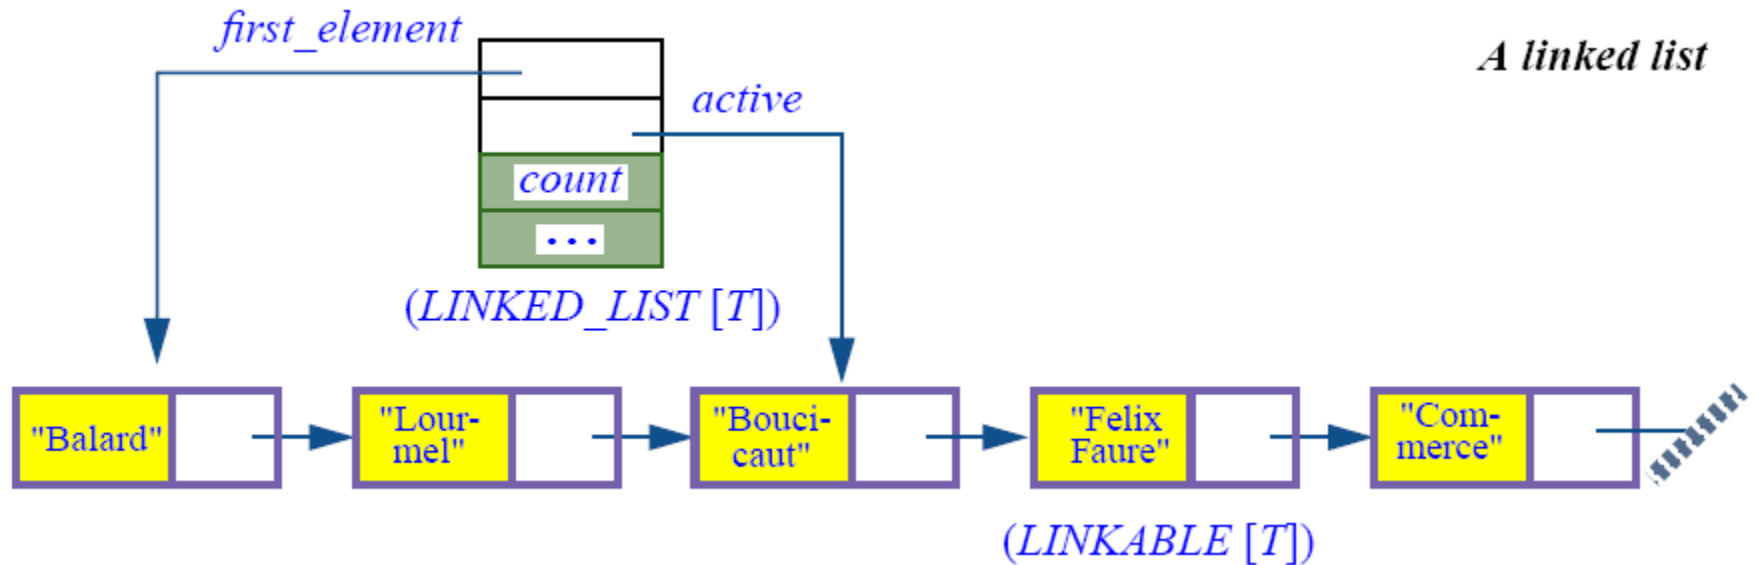 first_element
A linked list
active
count
...
(LINKED_LIST [T])
"Balard"
"Lour-
mel"
"Bouci-
caut"
"Felix
Faure"
"Com-
merce"
(LINKABLE [T])